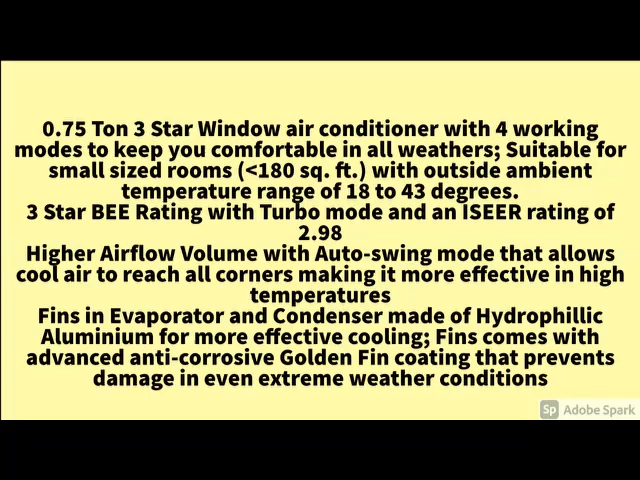 0.75 Ton 3 Star Window air conditioner with 4 working
modes to keep you comfortable in all weathers; Suitable for
small sized rooms (<180 sq. ft.) with outside ambient
temperature range of 18 to 43 degrees.
3 Star BEE Rating with Turbo mode and an ISEER rating of
2.98
Higher Airflow Volume with Auto-swing mode that allows
cool air to reach all corners making it more effective in high
temperatures
Fins in Evaporator and Condenser made of Hydrophillic
Aluminium for more effective cooling; Fins comes with
advanced anti-corrosive Golden Fin coating that prevents
damage in even extreme weather conditions
Sp Adobe Spark